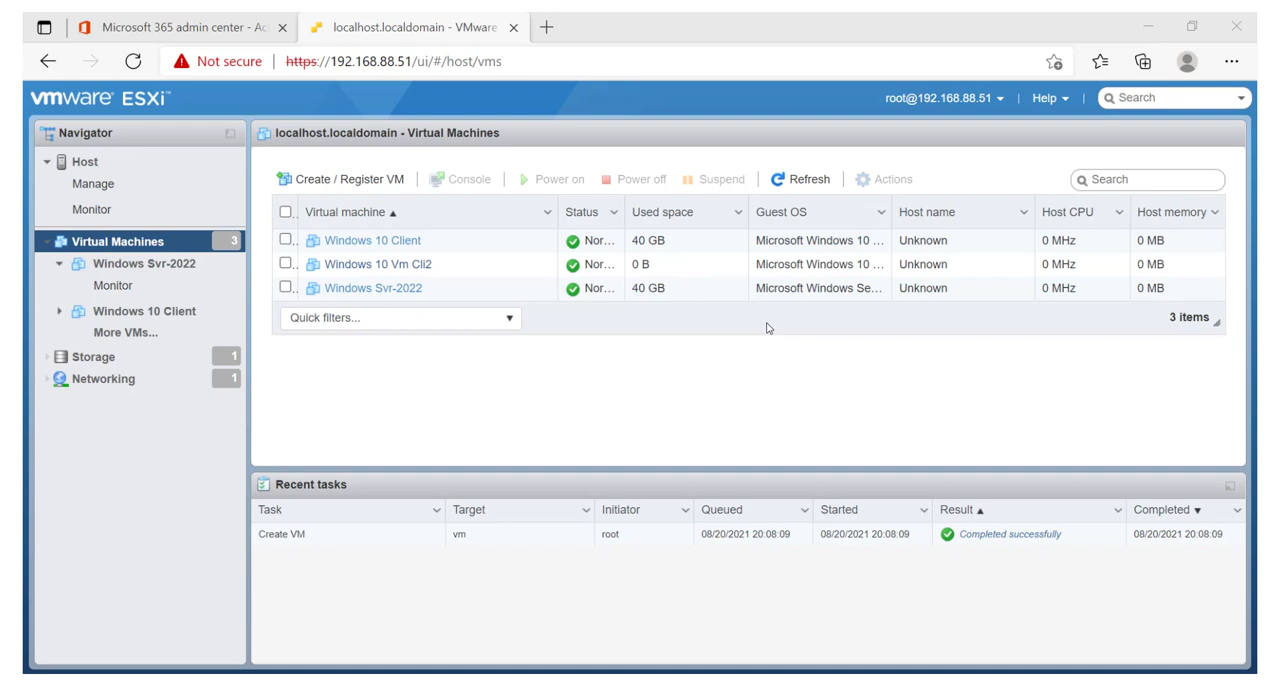 Microsoft 365 admin center - Ac
localhost.localdomain - VMware
Not secure | https://192.168.88.51/ui/#/host/vms
vmware ESXi™
root@192.168.88.51 | Help | Search
Navigator
Host
Manage
Monitor
Virtual Machines 3
Windows Svr-2022
Monitor
Windows 10 Client
More VMs...
Storage 1
Networking 1
localhost.localdomain - Virtual Machines
Create / Register VM | Console | Power on Power off Suspend | Refresh | Actions Search
Virtual machine Status Used space Guest OS Host name Host CPU Host memory
Windows 10 Client Nor... 40 GB Microsoft Windows 10 ... Unknown 0 MHz 0 MB
Windows 10 Vm Cli2 Nor... 0 B Microsoft Windows 10 ... Unknown 0 MHz 0 MB
Windows Svr-2022 Nor... 40 GB Microsoft Windows Se... Unknown 0 MHz 0 MB
Quick filters... 3 items
Recent tasks
Task Target Initiator Queued Started Result Completed
Create VM vm root 08/20/2021 20:08:09 08/20/2021 20:08:09 Completed successfully 08/20/2021 20:08:09